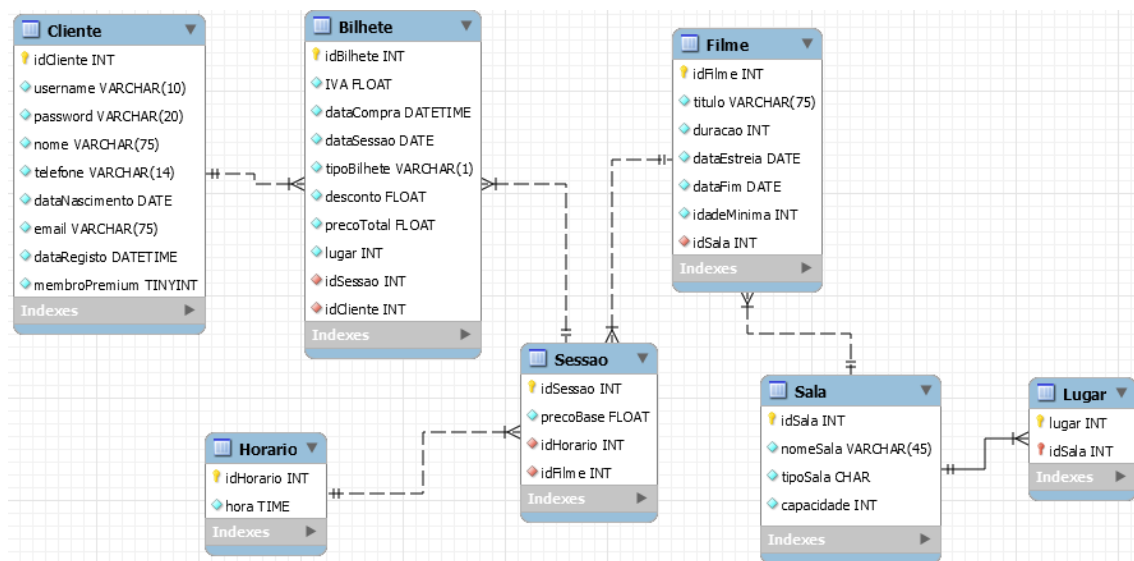 Cliente
idCliente INT
username VARCHAR(10)
password VARCHAR(20)
nome VARCHAR(75)
telefone VARCHAR(14)
dataNascimento DATE
email VARCHAR(75)
dataRegisto DATETIME
membroPremium TINYINT
Indexes
Bilhete
idBilhete INT
IVA FLOAT
dataCompra DATETIME
dataSessao DATE
tipoBilhete VARCHAR(1)
desconto FLOAT
precoTotal FLOAT
lugar INT
idSessao INT
idCliente INT
Indexes
Filme
idFilme INT
titulo VARCHAR(75)
duracao INT
dataEstreia DATE
dataFim DATE
idadeMinima INT
idSala INT
Indexes
Sessao
idSessao INT
precoBase FLOAT
idHorario INT
idFilme INT
Indexes
Horario
idHorario INT
hora TIME
Indexes
Sala
idSala INT
nomeSala VARCHAR(45)
tipoSala CHAR
capacidade INT
Indexes
Lugar
lugar INT
idSala INT
Indexes